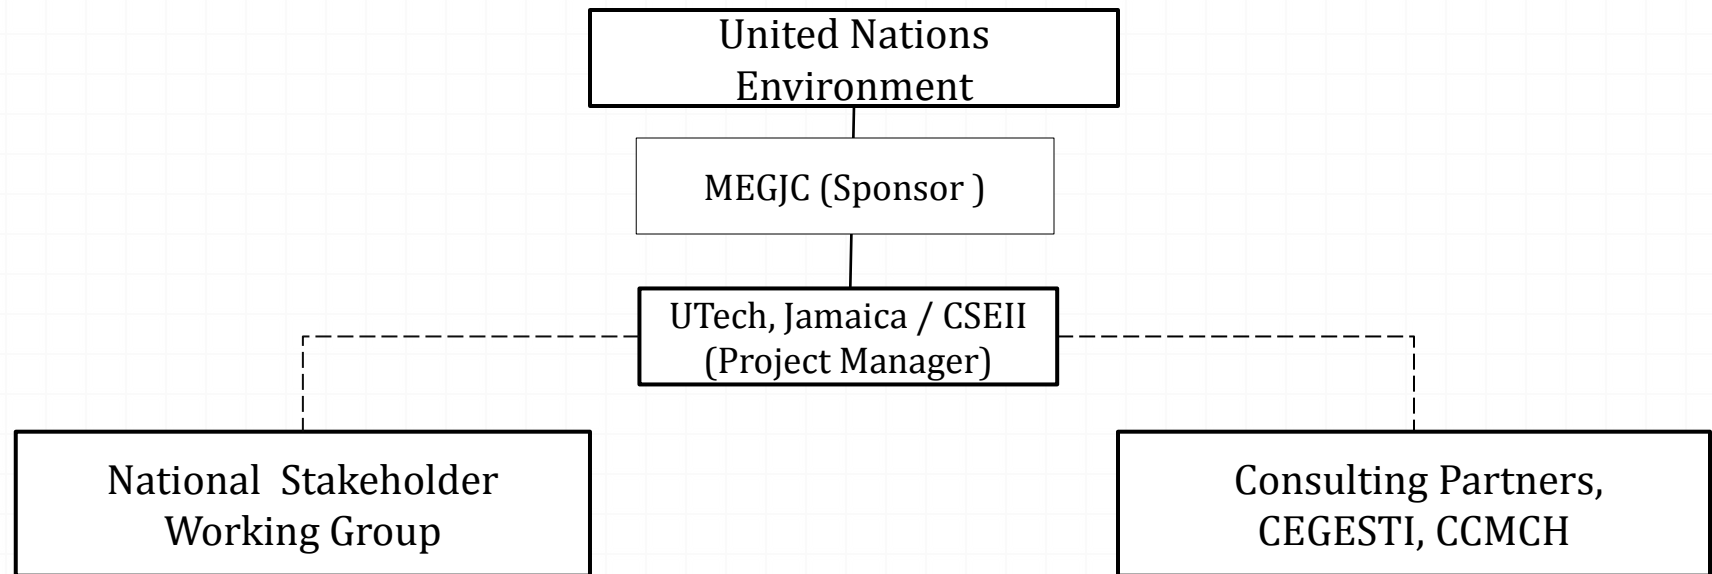 United Nations
Environment
MEGJC (Sponsor )
UTech, Jamaica / CSEII
(Project Manager)
National  Stakeholder
Working Group
Consulting Partners,
CEGESTI, CCMCH